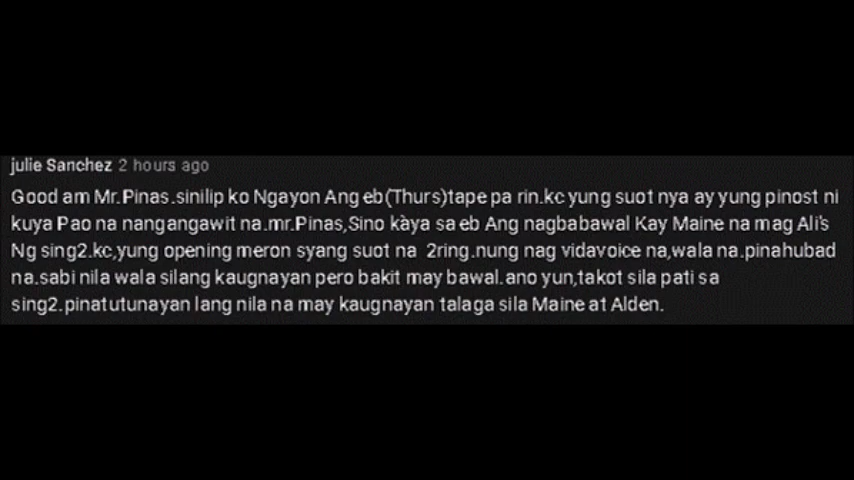 julie Sanchez 2 hours ago
Good am Mr.Pinas.sinilip ko Ngayon Ang eb(Thurs)tape pa rin.kc yung suot nya ay yung pinost ni
kuya Pao na nangangawit na.mr.Pinas,Sino kàya sa eb Ang nagbabawal Kay Maine na mag Ali's
Ng sing2.kc,yung opening meron syang suot na 2ring.nung nag vidavoice na,wala na.pinahubad
na.sabi nila wala silang kaugnayan pero bakit may bawal.ano yun,takot sila pati sa
sing2.pinatutunayan lang nila na may kaugnayan talaga sila Maine at Alden.